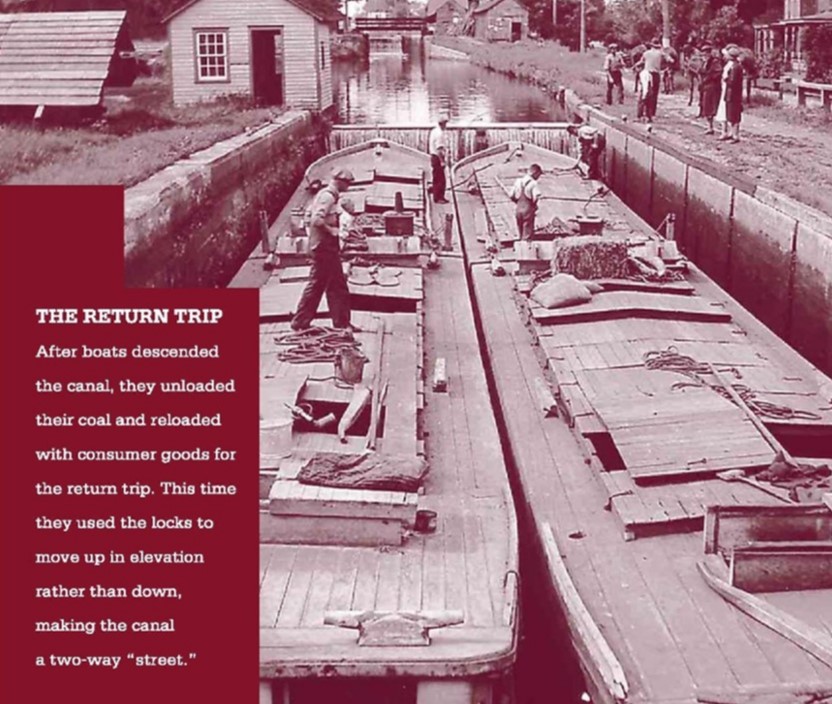 THE RETURN TRIP
After boats descended
the canal, they unloaded
their coal and reloaded
with consumer goods for
the return trip. This time
they used the locks to
move up in elevation
rather than down,
making the canal
a two-way “street.”